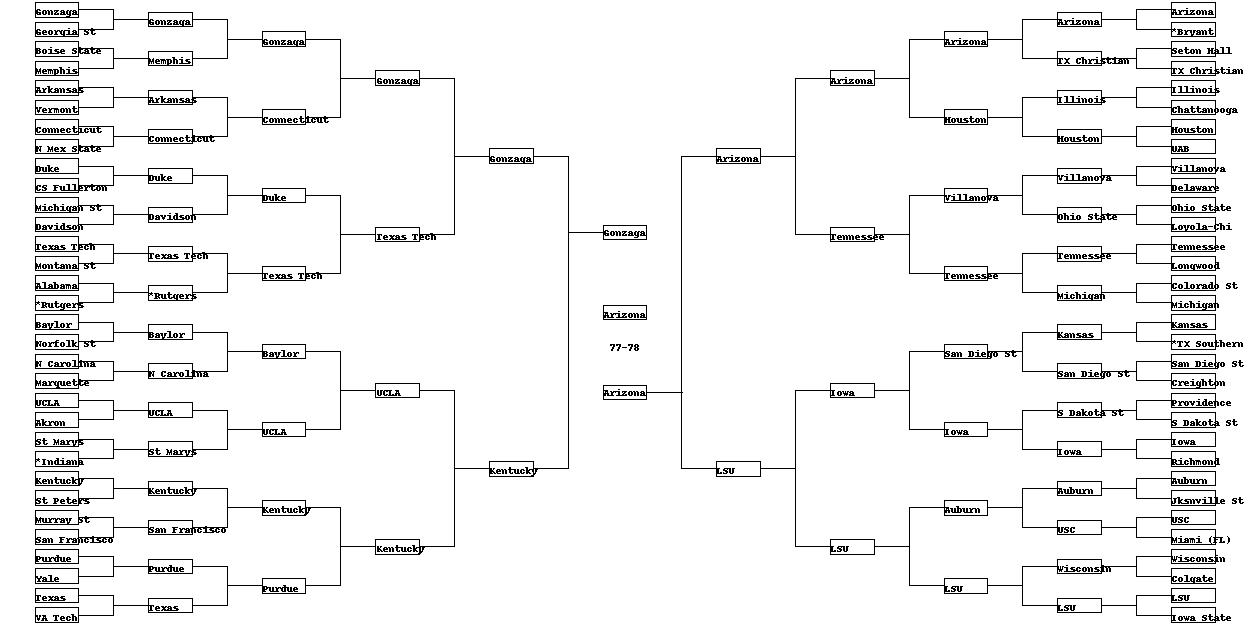 Gonzaga
Georgia St
Boise State
Memphis
Arkansas
Vermont
Connecticut
N Mex State
Duke
CS Fullerton
Michigan St
Davidson
Texas Tech
Montana St
Alabama
*Rutgers
Baylor
Norfolk St
N Carolina
Marquette
UCLA
Akron
St Marys
*Indiana
Kentucky
St Peters
Murray St
San Francisco
Purdue
Yale
Texas
VA Tech
Gonzaga
Memphis
Arkansas
Connecticut
Duke
Davidson
Texas Tech
*Rutgers
Baylor
N Carolina
UCLA
St Marys
Kentucky
San Francisco
Purdue
Texas
Gonzaga
Connecticut
Duke
Texas Tech
Baylor
UCLA
Kentucky
Purdue
Gonzaga
Texas Tech
UCLA
Kentucky
Gonzaga
Kentucky
Gonzaga
Arizona
77-78
Arizona
Arizona
LSU
Arizona
Tennessee
Iowa
LSU
Arizona
Houston
Villanova
Tennessee
San Diego St
Iowa
Auburn
LSU
Arizona
TX Christian
Illinois
Houston
Villanova
Ohio State
Tennessee
Michigan
Kansas
San Diego St
S Dakota St
Iowa
Auburn
USC
Wisconsin
LSU
Arizona
*Bryant
Seton Hall
TX Christian
Illinois
Chattanooga
Houston
UAB
Villanova
Delaware
Ohio State
Loyola-Chi
Tennessee
Longwood
Colorado St
Michigan
Kansas
*TX Southern
San Diego St
Creighton
Providence
S Dakota St
Iowa
Richmond
Auburn
Jksnville St
USC
Miami (FL)
Wisconsin
Colgate
LSU
Iowa State